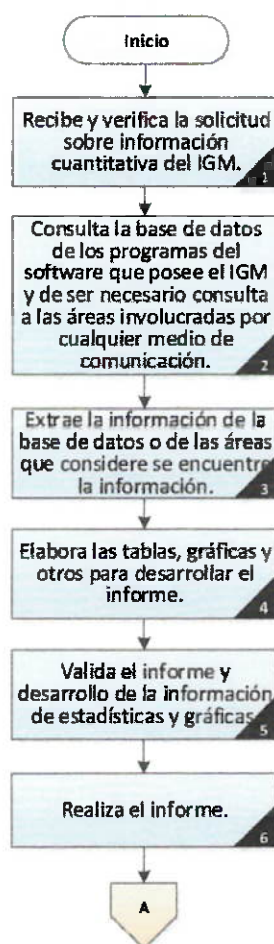 Inicio
Recibe y verifica la solicitud
sobre información
cuantitativa del IGM.
1
Consulta la base de datos
de los programas del
software que posee el IGM
y de ser necesario consulta
a las áreas involucradas por
cualquier medio de
comunicación.
2
Extrae la información de la
base de datos o de las áreas
que considere se encuentre
la información.
3
Elabora las tablas, gráficas y
otros para desarrollar el
informe.
4
Valida el informe y
desarrollo de la información
de estadísticas y gráficas
5
Realiza el informe.
6
A